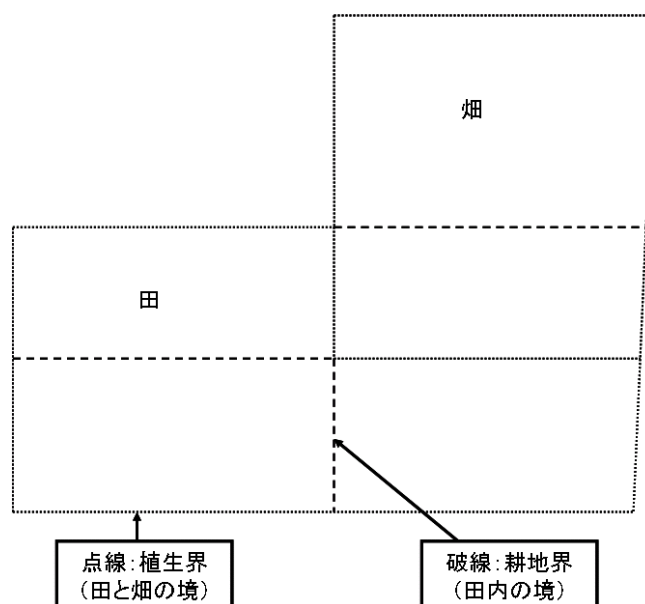 畑
田
点線:植生界
(田と畑の境)
破線:耕地界
(田内の境)